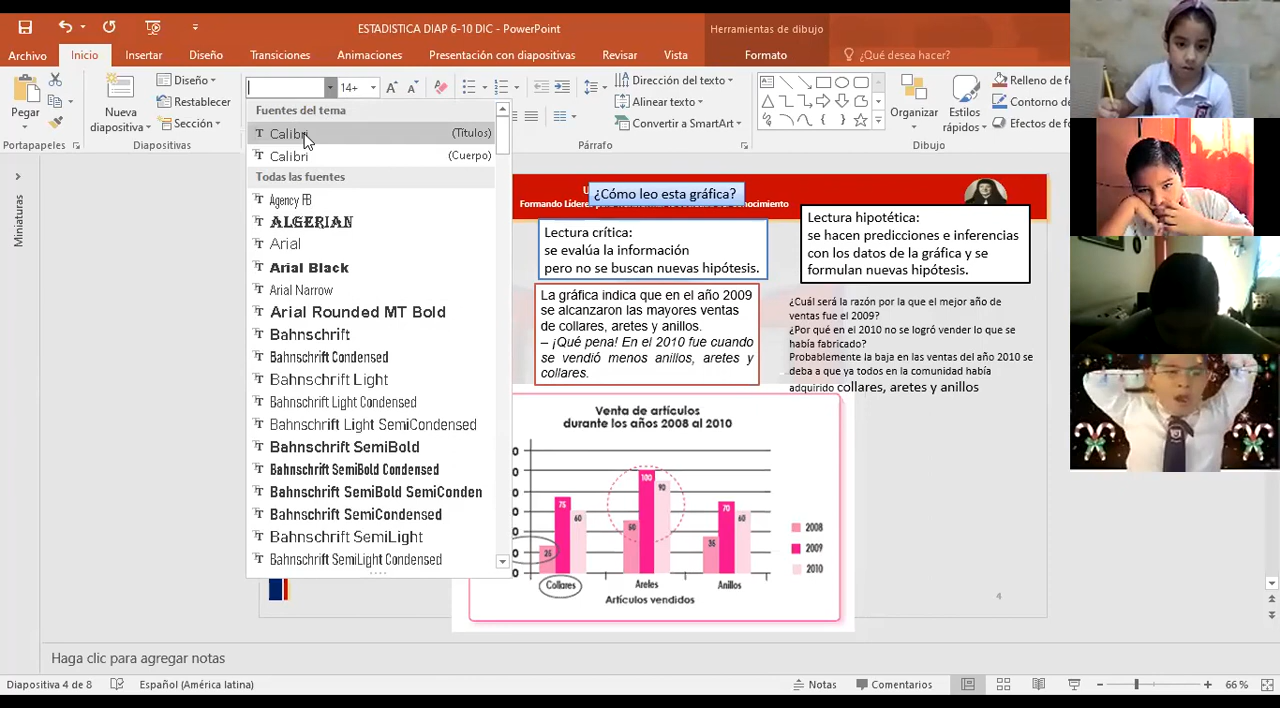 ESTADISTICA DIAP 6-10 DIC - PowerPoint
Herramientas de dibujo
Archivo
Inicio
Insertar
Diseño
Transiciones
Animaciones
Presentación con diapositivas
Revisar
Vista
Formato
¿Qué desea hacer?
Pegar
Nueva
diapositiva
Diseño
Restablecer
Sección
14+
Dirección del texto
Alinear texto
Convertir a SmartArt
Organizar
Estilos
rápidos
Relleno de fo
Contorno de
Efectos de fo
Portapapeles
Diapositivas
Párrafo
Dibujo
Fuentes del tema
Calibri (Títulos)
Calibri (Cuerpo)
Todas las fuentes
Agency FB
ALGERIAN
Arial
Arial Black
Arial Narrow
Arial Rounded MT Bold
Bahnschrift
Bahnschrift Condensed
Bahnschrift Light
Bahnschrift Light Condensed
Bahnschrift Light SemiCondensed
Bahnschrift SemiBold
Bahnschrift SemiBold Condensed
Bahnschrift SemiBold SemiConden
Bahnschrift SemiCondensed
Bahnschrift SemiLight
Bahnschrift SemiLight Condensed
Miniaturas
¿Cómo leo esta gráfica?
Formando Líderes
Lectura crítica:
se evalúa la información
pero no se buscan nuevas hipótesis.
La gráfica indica que en el año 2009
se alcanzaron las mayores ventas
de collares, aretes y anillos.
– ¡Qué pena! En el 2010 fue cuando
se vendió menos anillos, aretes y
collares.
Lectura hipotética:
se hacen predicciones e inferencias
con los datos de la gráfica y se
formulan nuevas hipótesis.
¿Cuál será la razón por la que el mejor año de
ventas fue el 2009?
¿Por qué en el 2010 no se logró vender lo que se
había fabricado?
Probablemente la baja en las ventas del año 2010 se
deba a que ya todos en la comunidad había
adquirido collares, aretes y anillos
Venta de artículos
durante los años 2008 al 2010
25 75 60
50 100 90
35 70 60
Collares Aretes Anillos
Artículos vendidos
2008
2009
2010
4
Haga clic para agregar notas
Diapositiva 4 de 8
Español (América latina)
Notas
Comentarios
66 %